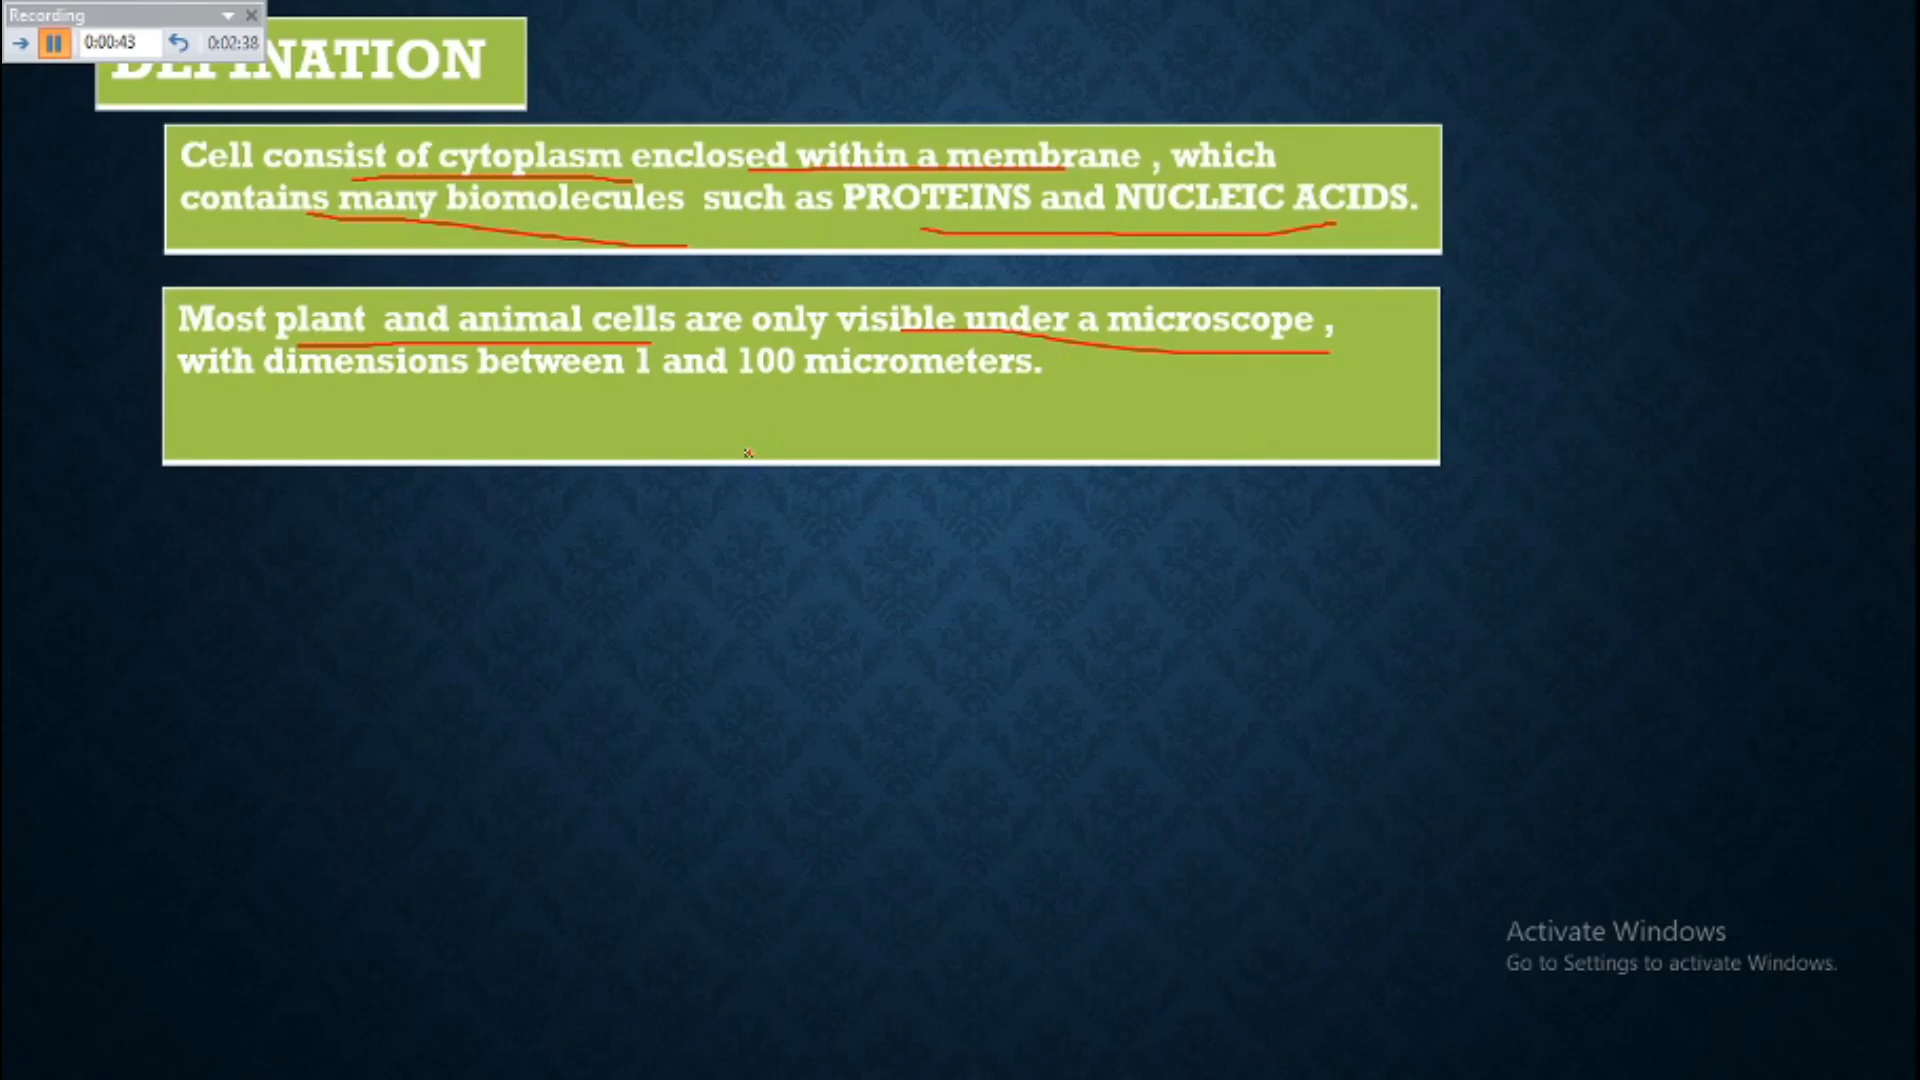 Recording
0:00:43 0:02:38
DEFINATION
Cell consist of cytoplasm enclosed within a membrane , which
contains many biomolecules such as PROTEINS and NUCLEIC ACIDS.
Most plant and animal cells are only visible under a microscope ,
with dimensions between 1 and 100 micrometers.
Activate Windows
Go to Settings to activate Windows.